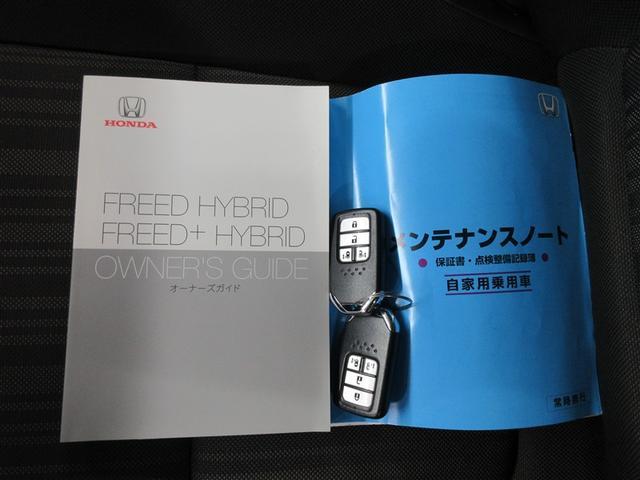 HONDA
FREED HYBRID
FREED+ HYBRID
OWNER'S GUIDE
オーナーズガイド
メンテナンスノート
● 保証書・点検整備記録簿 ●
自家用乗用車
常時携行